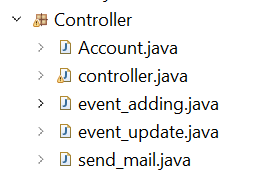 Controller
Account.java
controller.java
event_adding.java
event_update.java
send_mail.java